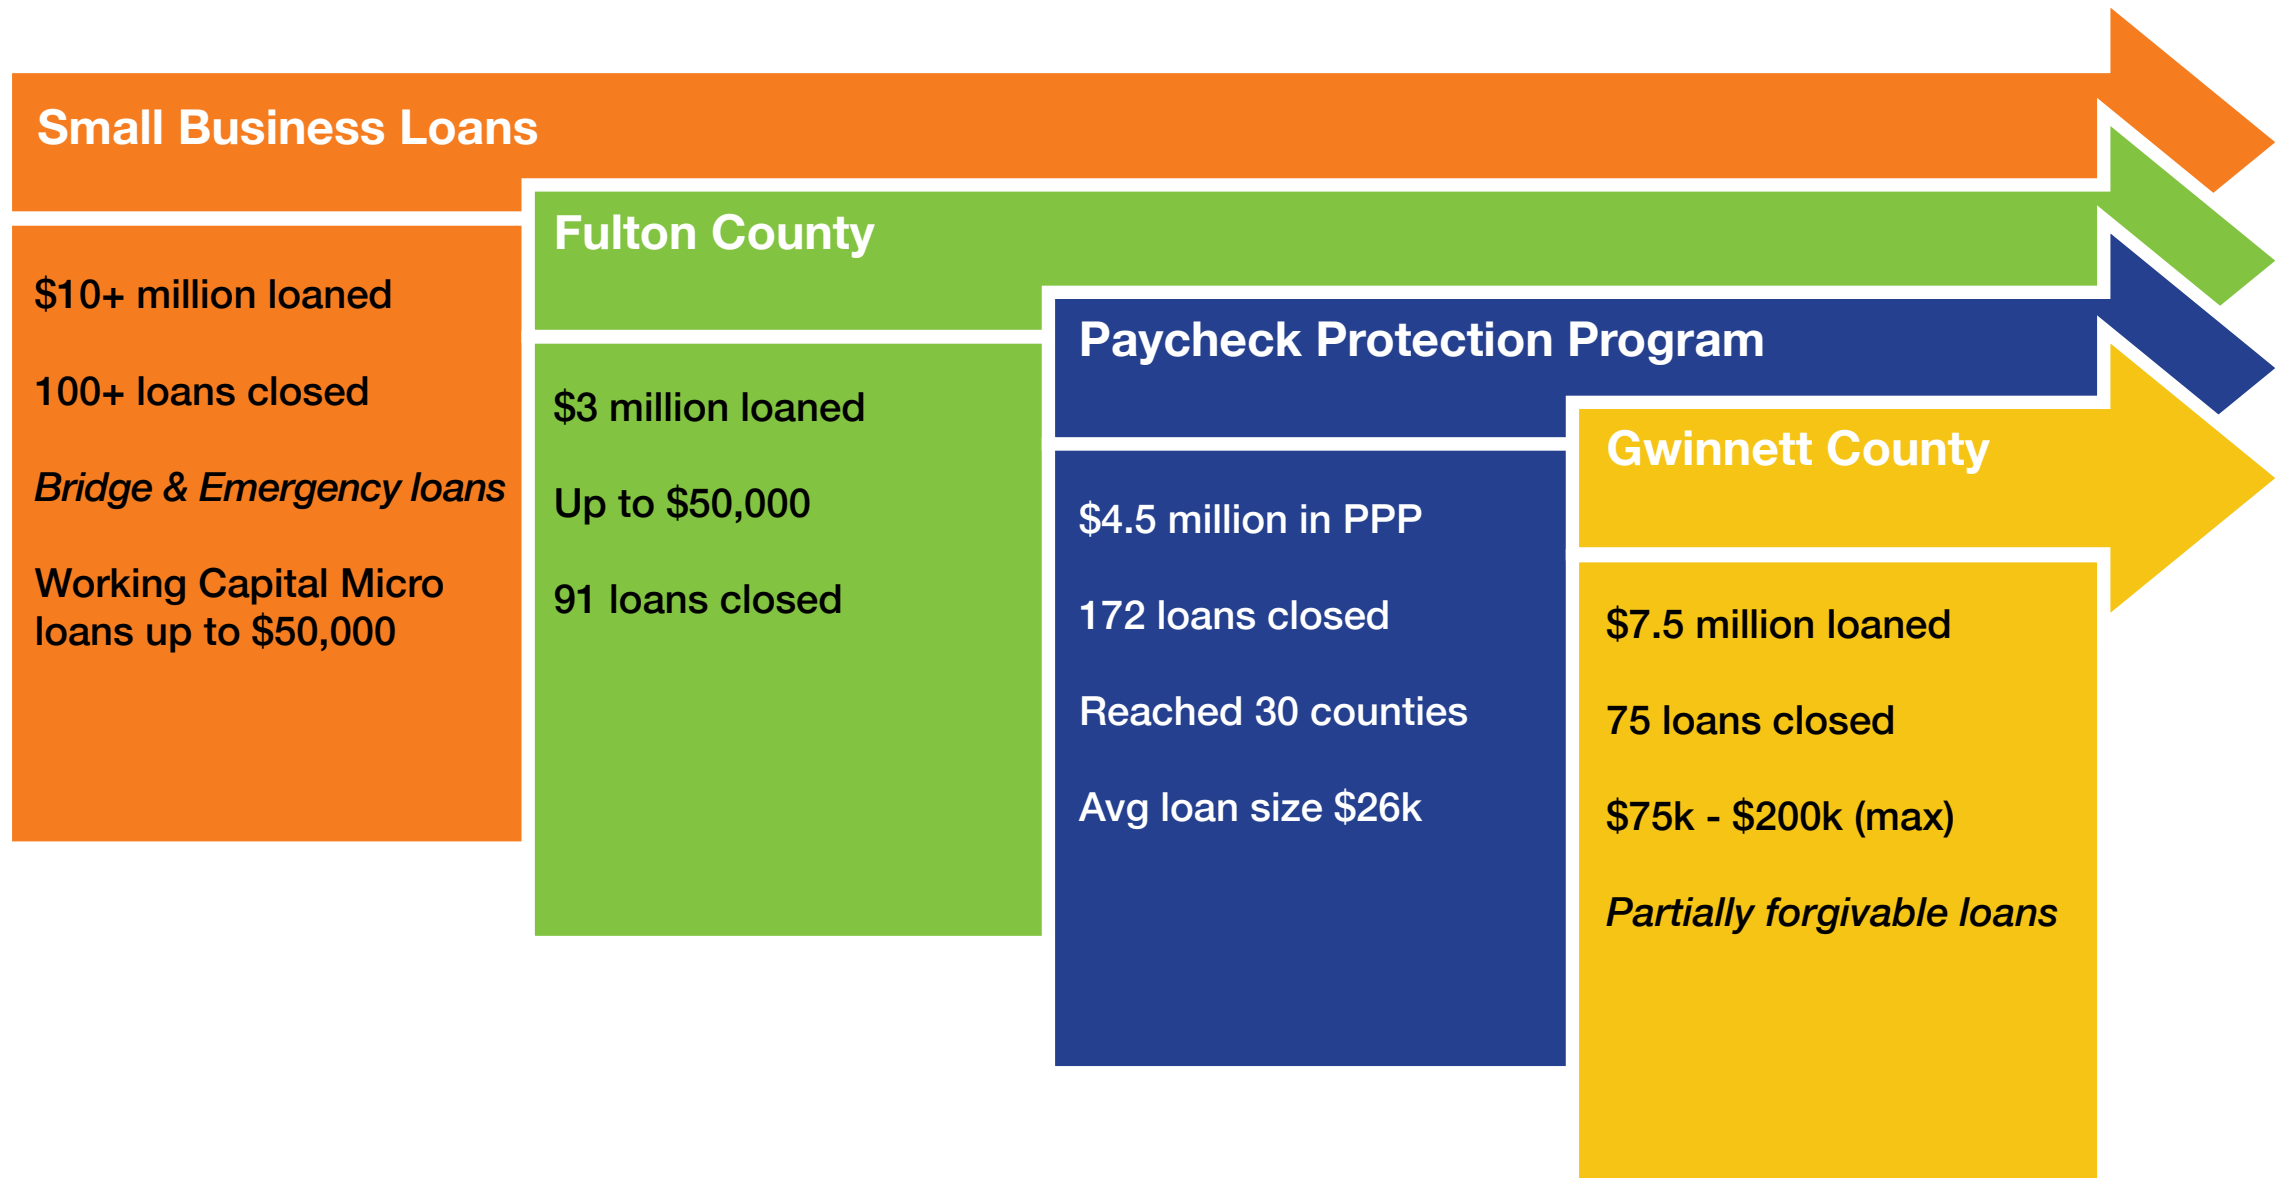 Small Business Loans
$10+ million loaned
100+ loans closed
Bridge & Emergency loans
Working Capital Micro
loans up to $50,000
Fulton County
$3 million loaned
Up to $50,000
91 loans closed
Paycheck Protection Program
$4.5 million in PPP
172 loans closed
Reached 30 counties
Avg loan size $26k
Gwinnett County
$7.5 million loaned
75 loans closed
$75k - $200k (max)
Partially forgivable loans